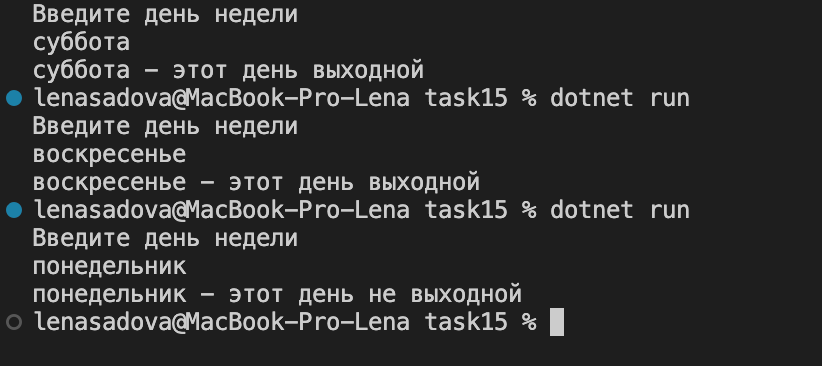 Введите день недели
суббота
суббота – этот день выходной
lenasadova@MacBook-Pro-Lena task15 % dotnet run
Введите день недели
воскресенье
воскресенье – этот день выходной
lenasadova@MacBook-Pro-Lena task15 % dotnet run
Введите день недели
понедельник
понедельник – этот день не выходной
lenasadova@MacBook-Pro-Lena task15 %